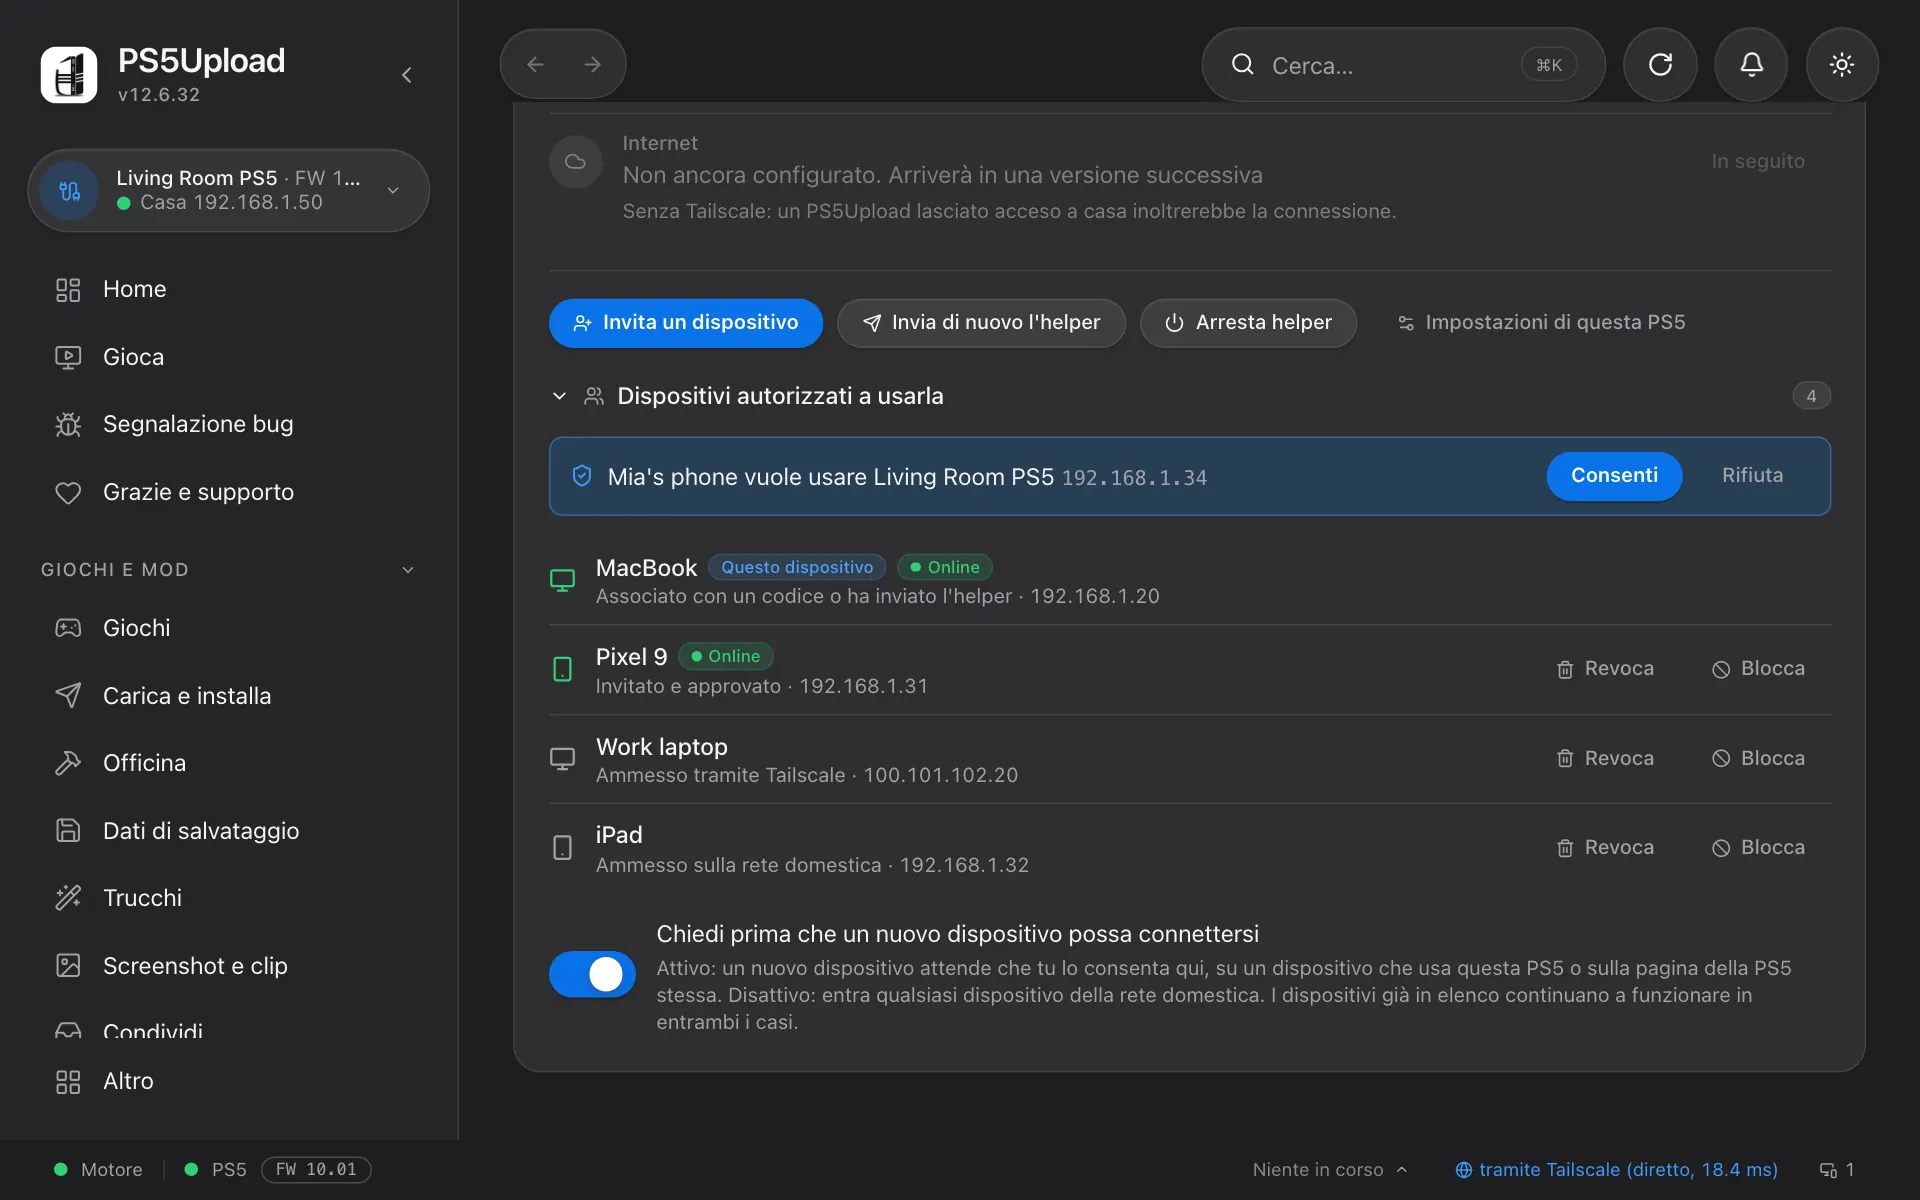 PS5Upload
v12.6.32
Living Room PS5 · FW 1...
Casa 192.168.1.50
Home
Gioca
Segnalazione bug
Grazie e supporto
GIOCHI E MOD
Giochi
Carica e installa
Officina
Dati di salvataggio
Trucchi
Screenshot e clip
Condividi
Altro
Cerca...
⌘K
Internet
Non ancora configurato. Arriverà in una versione successiva
Senza Tailscale: un PS5Upload lasciato acceso a casa inoltrerebbe la connessione.
In seguito
Invita un dispositivo
Invia di nuovo l'helper
Arresta helper
Impostazioni di questa PS5
Dispositivi autorizzati a usarla
4
Mia's phone vuole usare Living Room PS5 192.168.1.34
Consenti
Rifiuta
MacBook
Questo dispositivo
Online
Associato con un codice o ha inviato l'helper · 192.168.1.20
Pixel 9
Online
Invitato e approvato · 192.168.1.31
Revoca
Blocca
Work laptop
Ammesso tramite Tailscale · 100.101.102.20
Revoca
Blocca
iPad
Ammesso sulla rete domestica · 192.168.1.32
Revoca
Blocca
Chiedi prima che un nuovo dispositivo possa connettersi
Attivo: un nuovo dispositivo attende che tu lo consenta qui, su un dispositivo che usa questa PS5 o sulla pagina della PS5
stessa. Disattivo: entra qualsiasi dispositivo della rete domestica. I dispositivi già in elenco continuano a funzionare in
entrambi i casi.
Motore
PS5
FW 10.01
Niente in corso
tramite Tailscale (diretto, 18.4 ms)
1